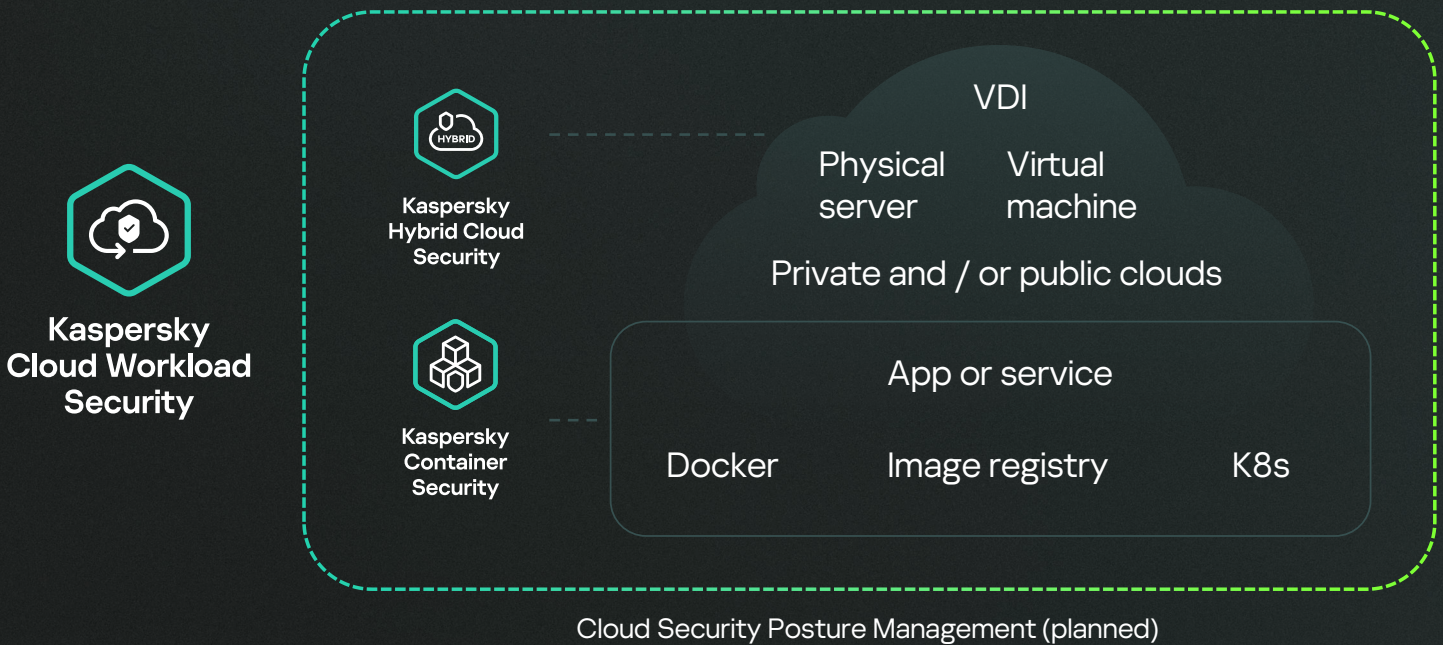 Kaspersky
Cloud Workload
Security
HYBRID
Kaspersky
Hybrid Cloud
Security
VDI
Physical
server
Virtual
machine
Private and / or public clouds
Kaspersky
Container
Security
App or service
Docker
Image registry
K8s
Cloud Security Posture Management (planned)